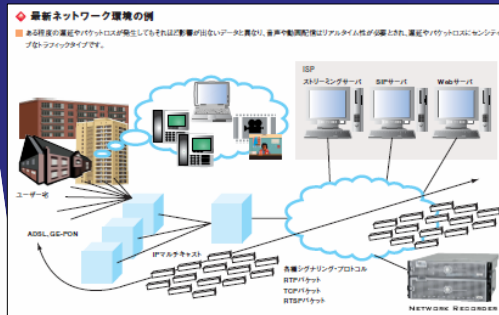 最新ネットワーク環境の例
ある程度の遅延やパケットロスが発生してもそれほど影響が出ないデータと異なり、音声や動画配信はリアルタイム性が必要とされ、遅延やパケットロスにセンシティ
ブなトラフィックタイプです。
ISP
ストリーミングサーバ SIPサーバ Webサーバ
ユーザー宅
ADSL, GE-PON
IPマルチキャスト
各種シグナリング・プロトコル
RTPパケット
TCPパケット
RTSPパケット
NETWORK RECORDER